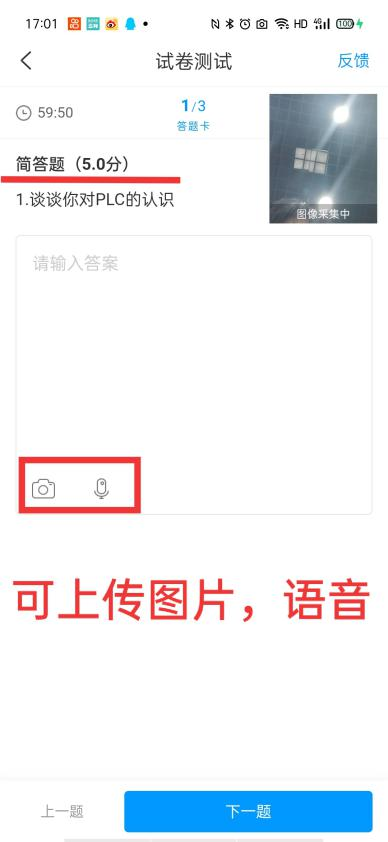 17:01 HD 4G 100
试卷测试 反馈
59:50 1/3
答题卡
简答题（5.0分）
1.谈谈你对PLC的认识
图像采集中
请输入答案
可上传图片，语音
上一题 下一题